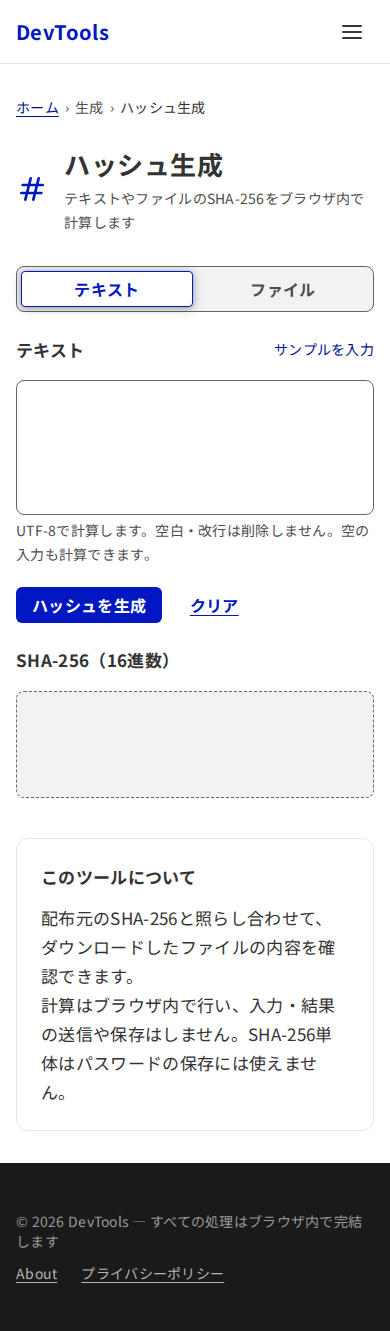 DevTools
ホーム › 生成 › ハッシュ生成
ハッシュ生成
テキストやファイルのSHA-256をブラウザ内で
計算します
テキスト ファイル
テキスト サンプルを入力
UTF-8で計算します。空白・改行は削除しません。空の
入力も計算できます。
ハッシュを生成 クリア
SHA-256（16進数）
このツールについて
配布元のSHA-256と照らし合わせて、
ダウンロードしたファイルの内容を確
認できます。
計算はブラウザ内で行い、入力・結果
の送信や保存はしません。SHA-256単
体はパスワードの保存には使えませ
ん。
© 2026 DevTools — すべての処理はブラウザ内で完結
します
About プライバシーポリシー